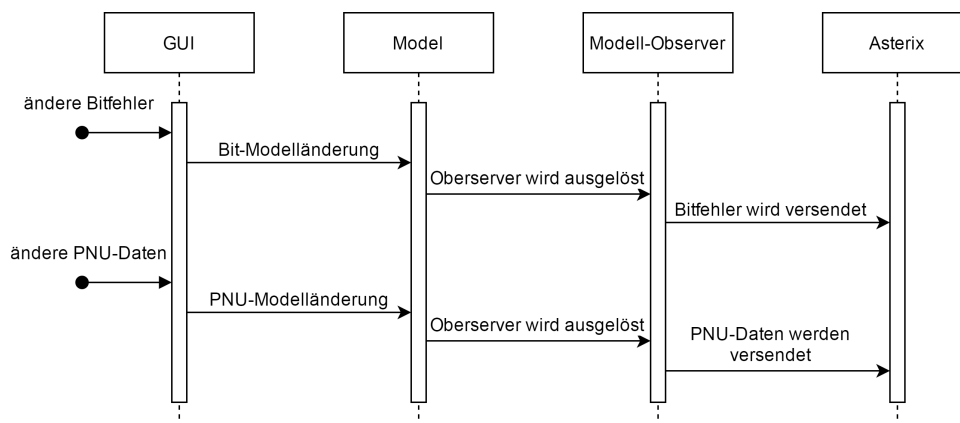 GUI
Model
Modell-Observer
Asterix
ändere Bitfehler
Bit-Modelländerung
Oberserver wird ausgelöst
Bitfehler wird versendet
ändere PNU-Daten
PNU-Modelländerung
Oberserver wird ausgelöst
PNU-Daten werden
versendet